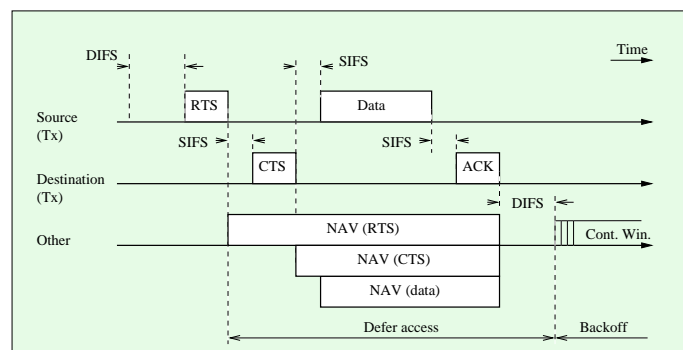 DIFS
SIFS
Time
RTS
Data
Source
(Tx)
SIFS
SIFS
CTS
ACK
Destination
(Tx)
DIFS
Other
NAV (RTS)
Cont. Win.
NAV (CTS)
NAV (data)
Defer access
Backoff